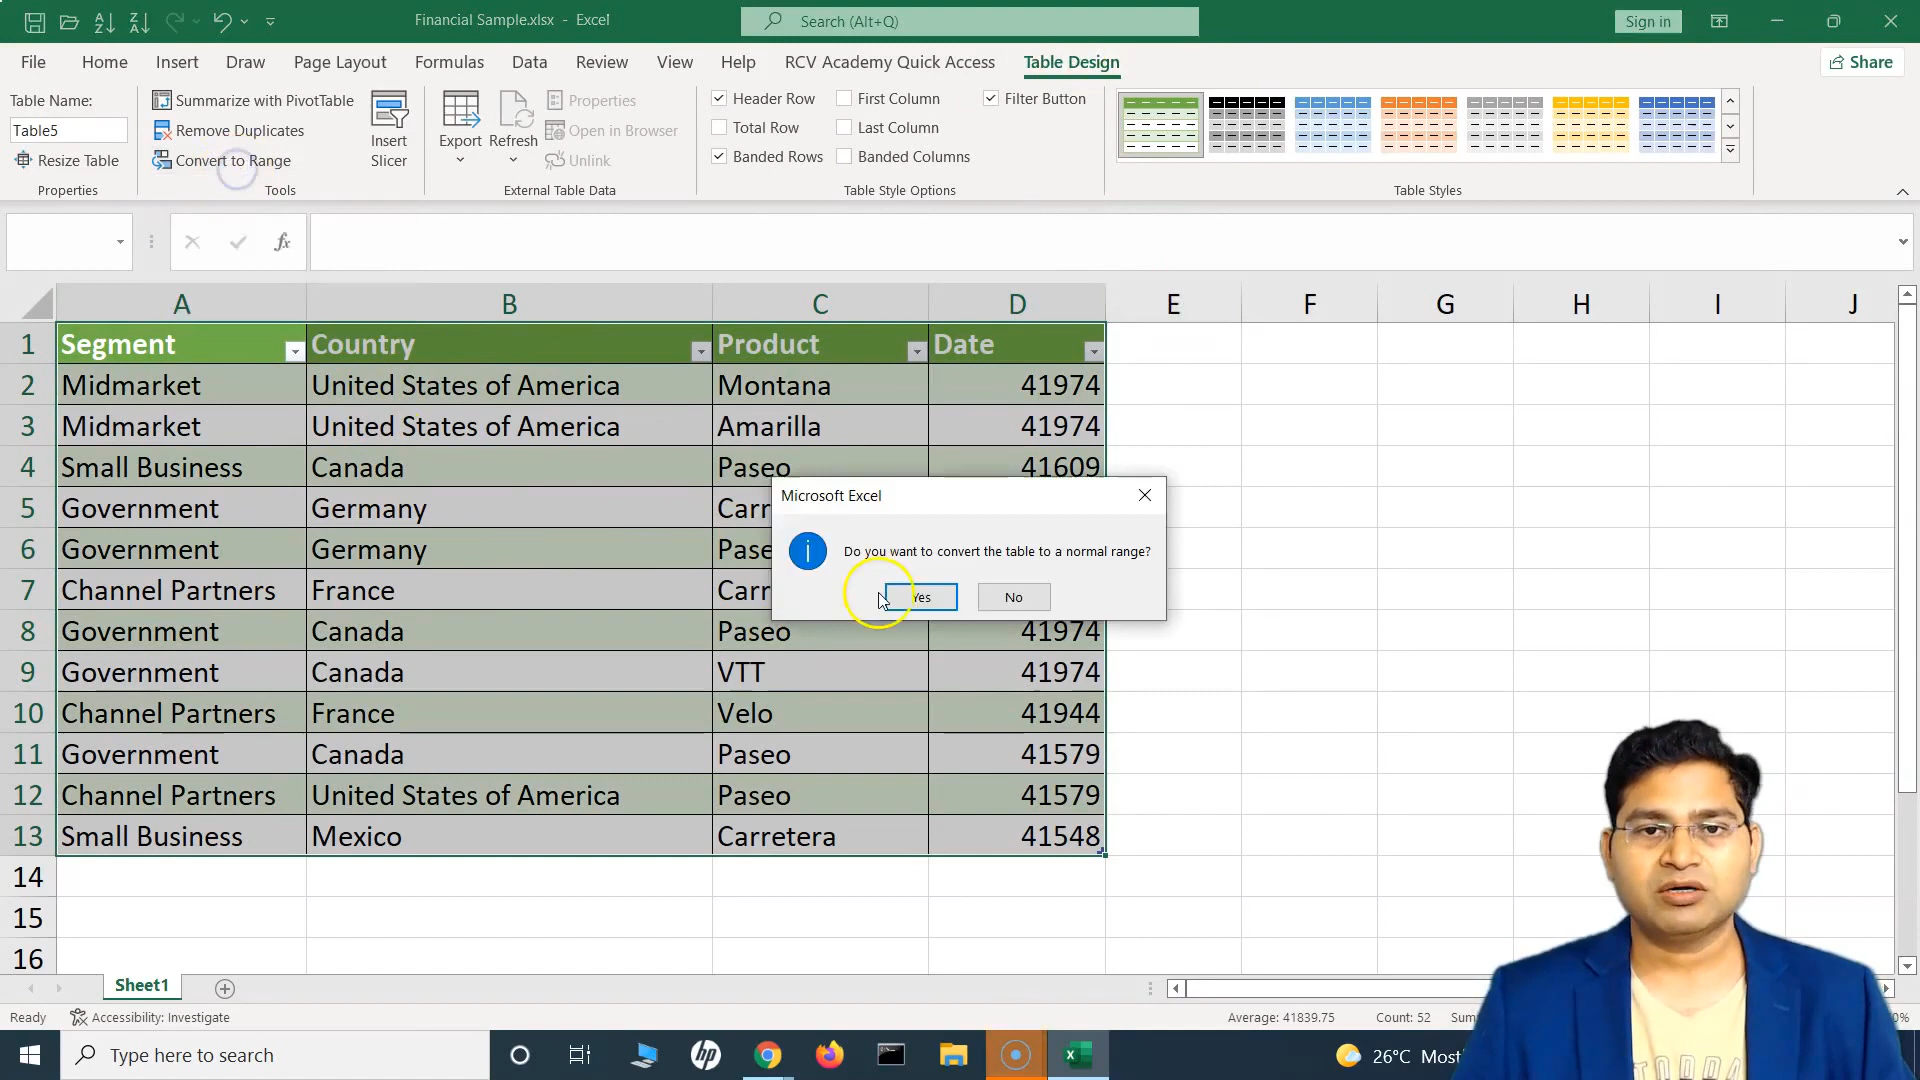 Financial Sample.xlsx - Excel
Search (Alt+Q)
Sign in
File Home Insert Draw Page Layout Formulas Data Review View Help RCV Academy Quick Access Table Design Share
Table Name:
Table5
Resize Table
Properties
Summarize with PivotTable
Remove Duplicates
Convert to Range
Tools
Insert
Slicer
Export
Refresh
Properties
Open in Browser
Unlink
External Table Data
Header Row
Total Row
Banded Rows
First Column
Last Column
Banded Columns
Filter Button
Table Style Options
Table Styles
fx
A B C D E F G H I J
1 Segment Country Product Date
2 Midmarket United States of America Montana 41974
3 Midmarket United States of America Amarilla 41974
4 Small Business Canada Paseo 41609
5 Government Germany Carr
6 Government Germany Pase
7 Channel Partners France Carr
8 Government Canada Paseo 41974
9 Government Canada VTT 41974
10 Channel Partners France Velo 41944
11 Government Canada Paseo 41579
12 Channel Partners United States of America Paseo 41579
13 Small Business Mexico Carretera 41548
14
15
16
Microsoft Excel
Do you want to convert the table to a normal range?
Yes No
Sheet1
Ready Accessibility: Investigate Average: 41839.75 Count: 52
Type here to search
hp
26°C